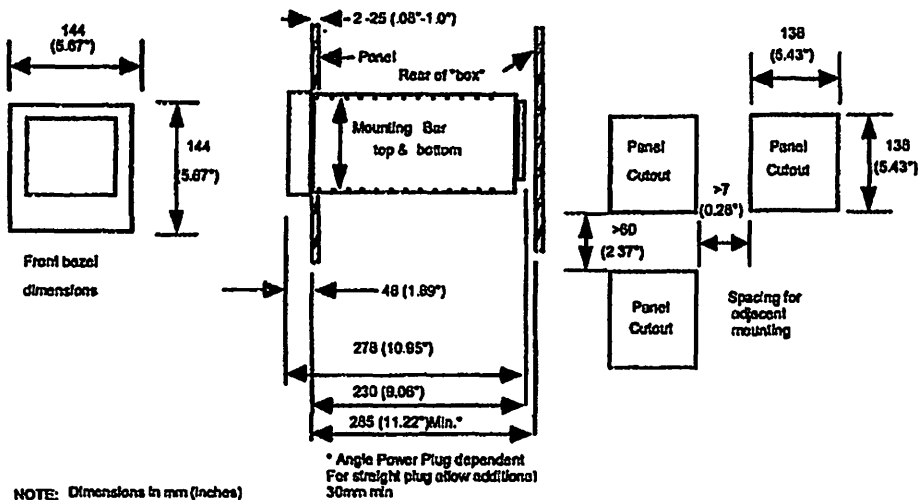 144
(5.67")
144
(5.67")
Front bezel
dimensions
2 -25 (.08"-1.0")
Panel
Rear of "box"
Mounting Bar
top & bottom
48 (1.89")
278 (10.95")
230 (9.06")
285 (11.22")Min.*
* Angle Power Plug dependent
For straight plug allow additional
30mm min
138
(5.43")
138
(5.43")
Panel
Cutout
Panel
Cutout
>7
(0.28")
>60
(2.37")
Panel
Cutout
Spacing for
adjacent
mounting
NOTE: Dimensions in mm (inches)